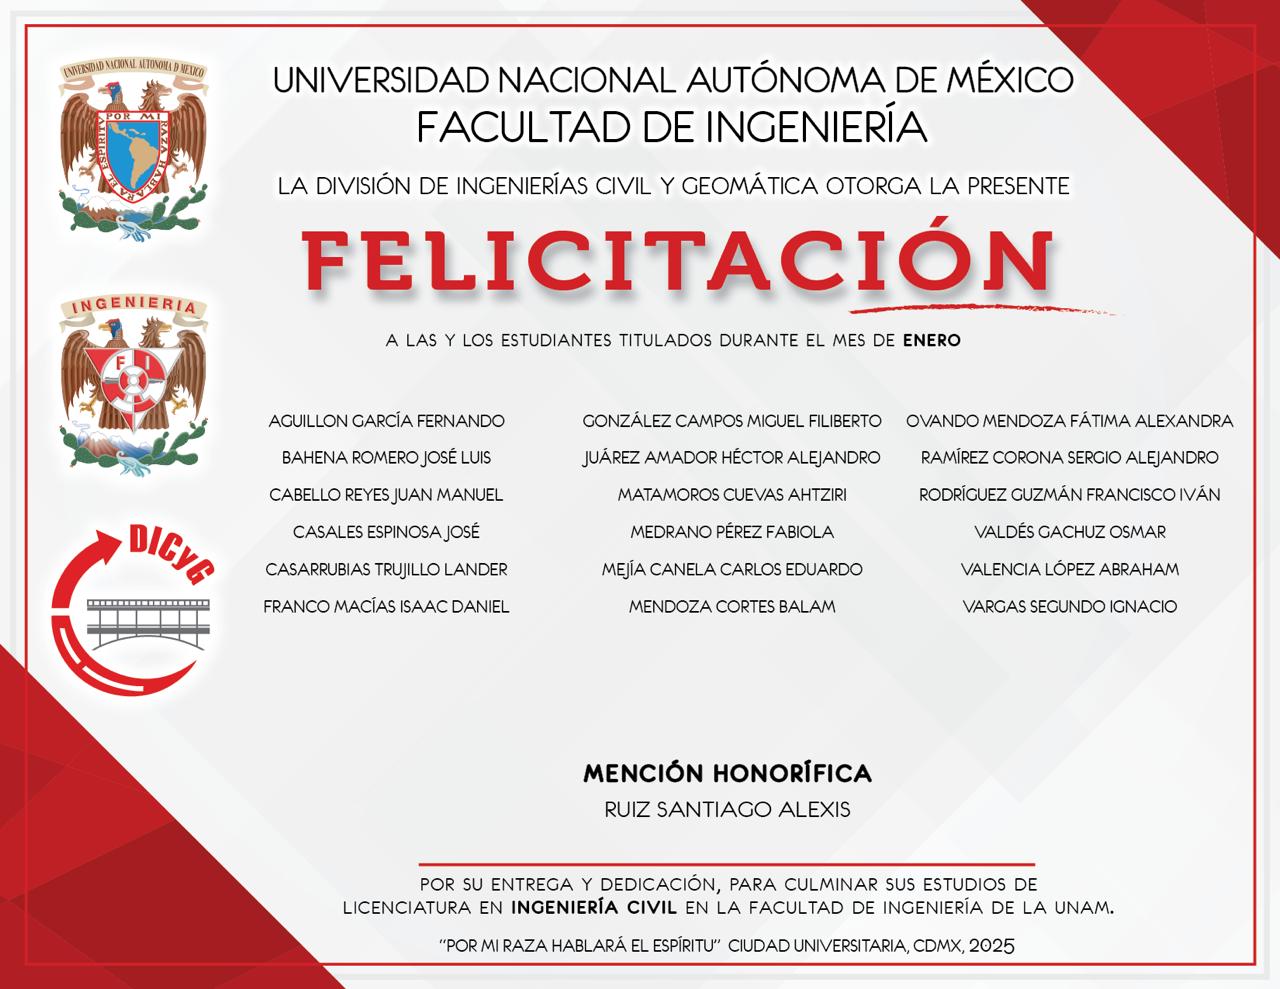 UNIVERSIDAD NACIONAL AUTONOMA D MEXICO
POR MI RAZA HABLARA EL ESPIRITU
INGENIERIA
FI
DICyG
UNIVERSIDAD NACIONAL AUTÓNOMA DE MÉXICO
FACULTAD DE INGENIERÍA
LA DIVISIÓN DE INGENIERÍAS CIVIL Y GEOMÁTICA OTORGA LA PRESENTE
FELICITACIÓN
A LAS Y LOS ESTUDIANTES TITULADOS DURANTE EL MES DE ENERO
AGUILLON GARCÍA FERNANDO
BAHENA ROMERO JOSÉ LUIS
CABELLO REYES JUAN MANUEL
CASALES ESPINOSA JOSÉ
CASARRUBIAS TRUJILLO LANDER
FRANCO MACÍAS ISAAC DANIEL
GONZÁLEZ CAMPOS MIGUEL FILIBERTO
JUÁREZ AMADOR HÉCTOR ALEJANDRO
MATAMOROS CUEVAS AHTZIRI
MEDRANO PÉREZ FABIOLA
MEJÍA CANELA CARLOS EDUARDO
MENDOZA CORTES BALAM
OVANDO MENDOZA FÁTIMA ALEXANDRA
RAMÍREZ CORONA SERGIO ALEJANDRO
RODRÍGUEZ GUZMÁN FRANCISCO IVÁN
VALDÉS GACHUZ OSMAR
VALENCIA LÓPEZ ABRAHAM
VARGAS SEGUNDO IGNACIO
MENCIÓN HONORÍFICA
RUIZ SANTIAGO ALEXIS
POR SU ENTREGA Y DEDICACIÓN, PARA CULMINAR SUS ESTUDIOS DE
LICENCIATURA EN INGENIERÍA CIVIL EN LA FACULTAD DE INGENIERÍA DE LA UNAM.
"POR MI RAZA HABLARÁ EL ESPÍRITU" CIUDAD UNIVERSITARIA, CDMX, 2025